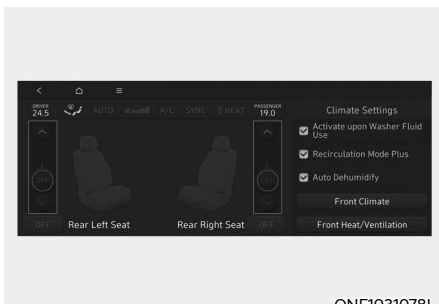 DRIVER
24.5
AUTO
A/C
SYNC
HEAT
PASSENGER
19.0
Climate Settings
Activate upon Washer Fluid
Use
Recirculation Mode Plus
Auto Dehumidify
OFF
OFF
Front Climate
OFF
Rear Left Seat
Rear Right Seat
OFF
Front Heat/Ventilation